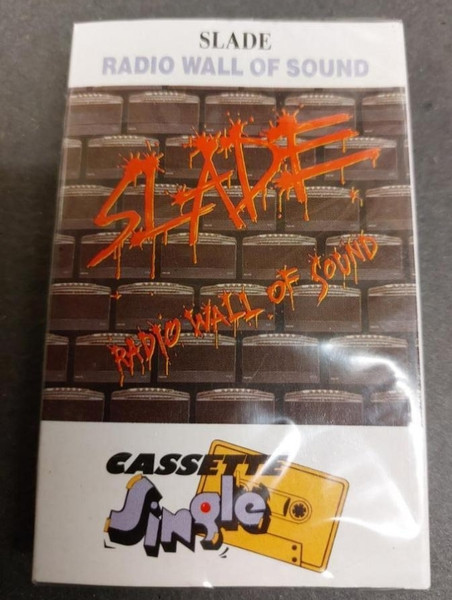 SLADE
RADIO WALL OF SOUND
SLADE
RADIO WALL OF SOUND
CASSETTE
Single